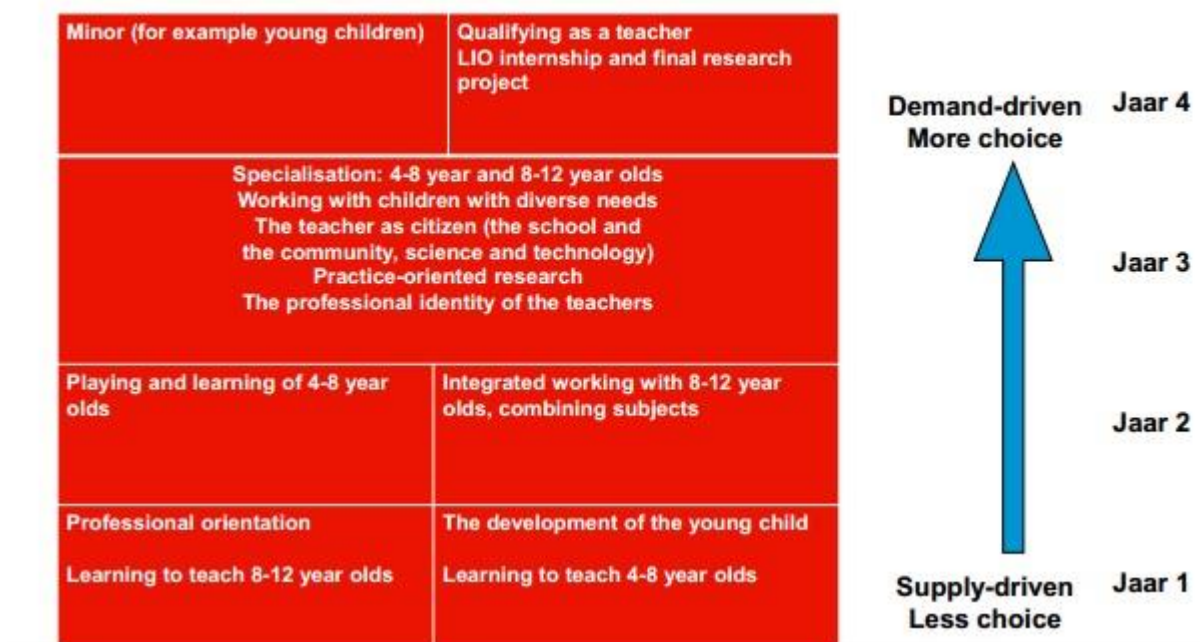 Minor (for example young children)
Qualifying as a teacher
LIO internship and final research
project
Demand-driven
More choice
Jaar 4
Specialisation: 4-8 year and 8-12 year olds
Working with children with diverse needs
The teacher as citizen (the school and
the community, science and technology)
Practice-oriented research
The professional identity of the teachers
Jaar 3
Playing and learning of 4-8 year
olds
Integrated working with 8-12 year
olds, combining subjects
Jaar 2
Professional orientation
Learning to teach 8-12 year olds
The development of the young child
Learning to teach 4-8 year olds
Supply-driven
Less choice
Jaar 1